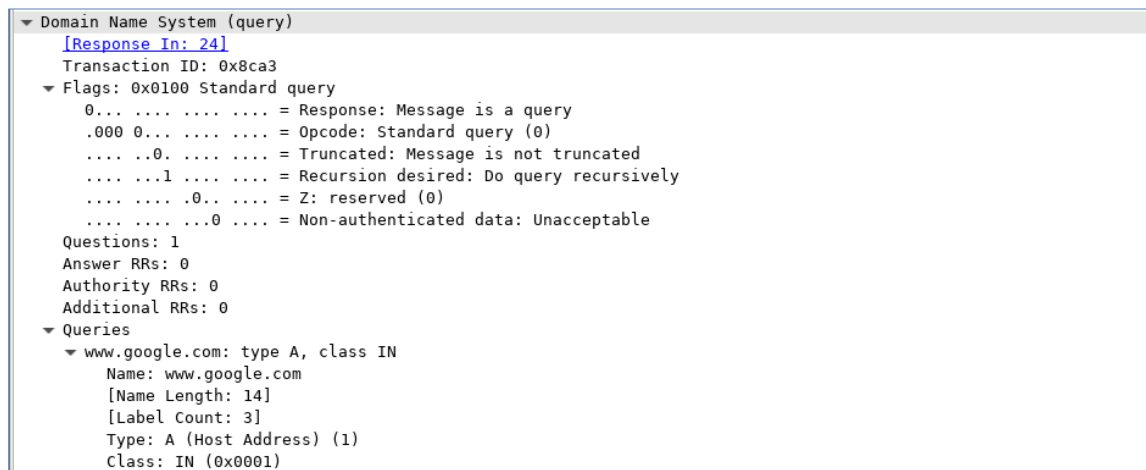 Domain Name System (query)
[Response In: 24]
Transaction ID: 0x8ca3
Flags: 0x0100 Standard query
0... .... .... .... = Response: Message is a query
.000 0... .... .... = Opcode: Standard query (0)
.... ..0. .... .... = Truncated: Message is not truncated
.... ...1 .... .... = Recursion desired: Do query recursively
.... .... .0.. .... = Z: reserved (0)
.... .... ...0 .... = Non-authenticated data: Unacceptable
Questions: 1
Answer RRs: 0
Authority RRs: 0
Additional RRs: 0
Queries
www.google.com: type A, class IN
Name: www.google.com
[Name Length: 14]
[Label Count: 3]
Type: A (Host Address) (1)
Class: IN (0x0001)